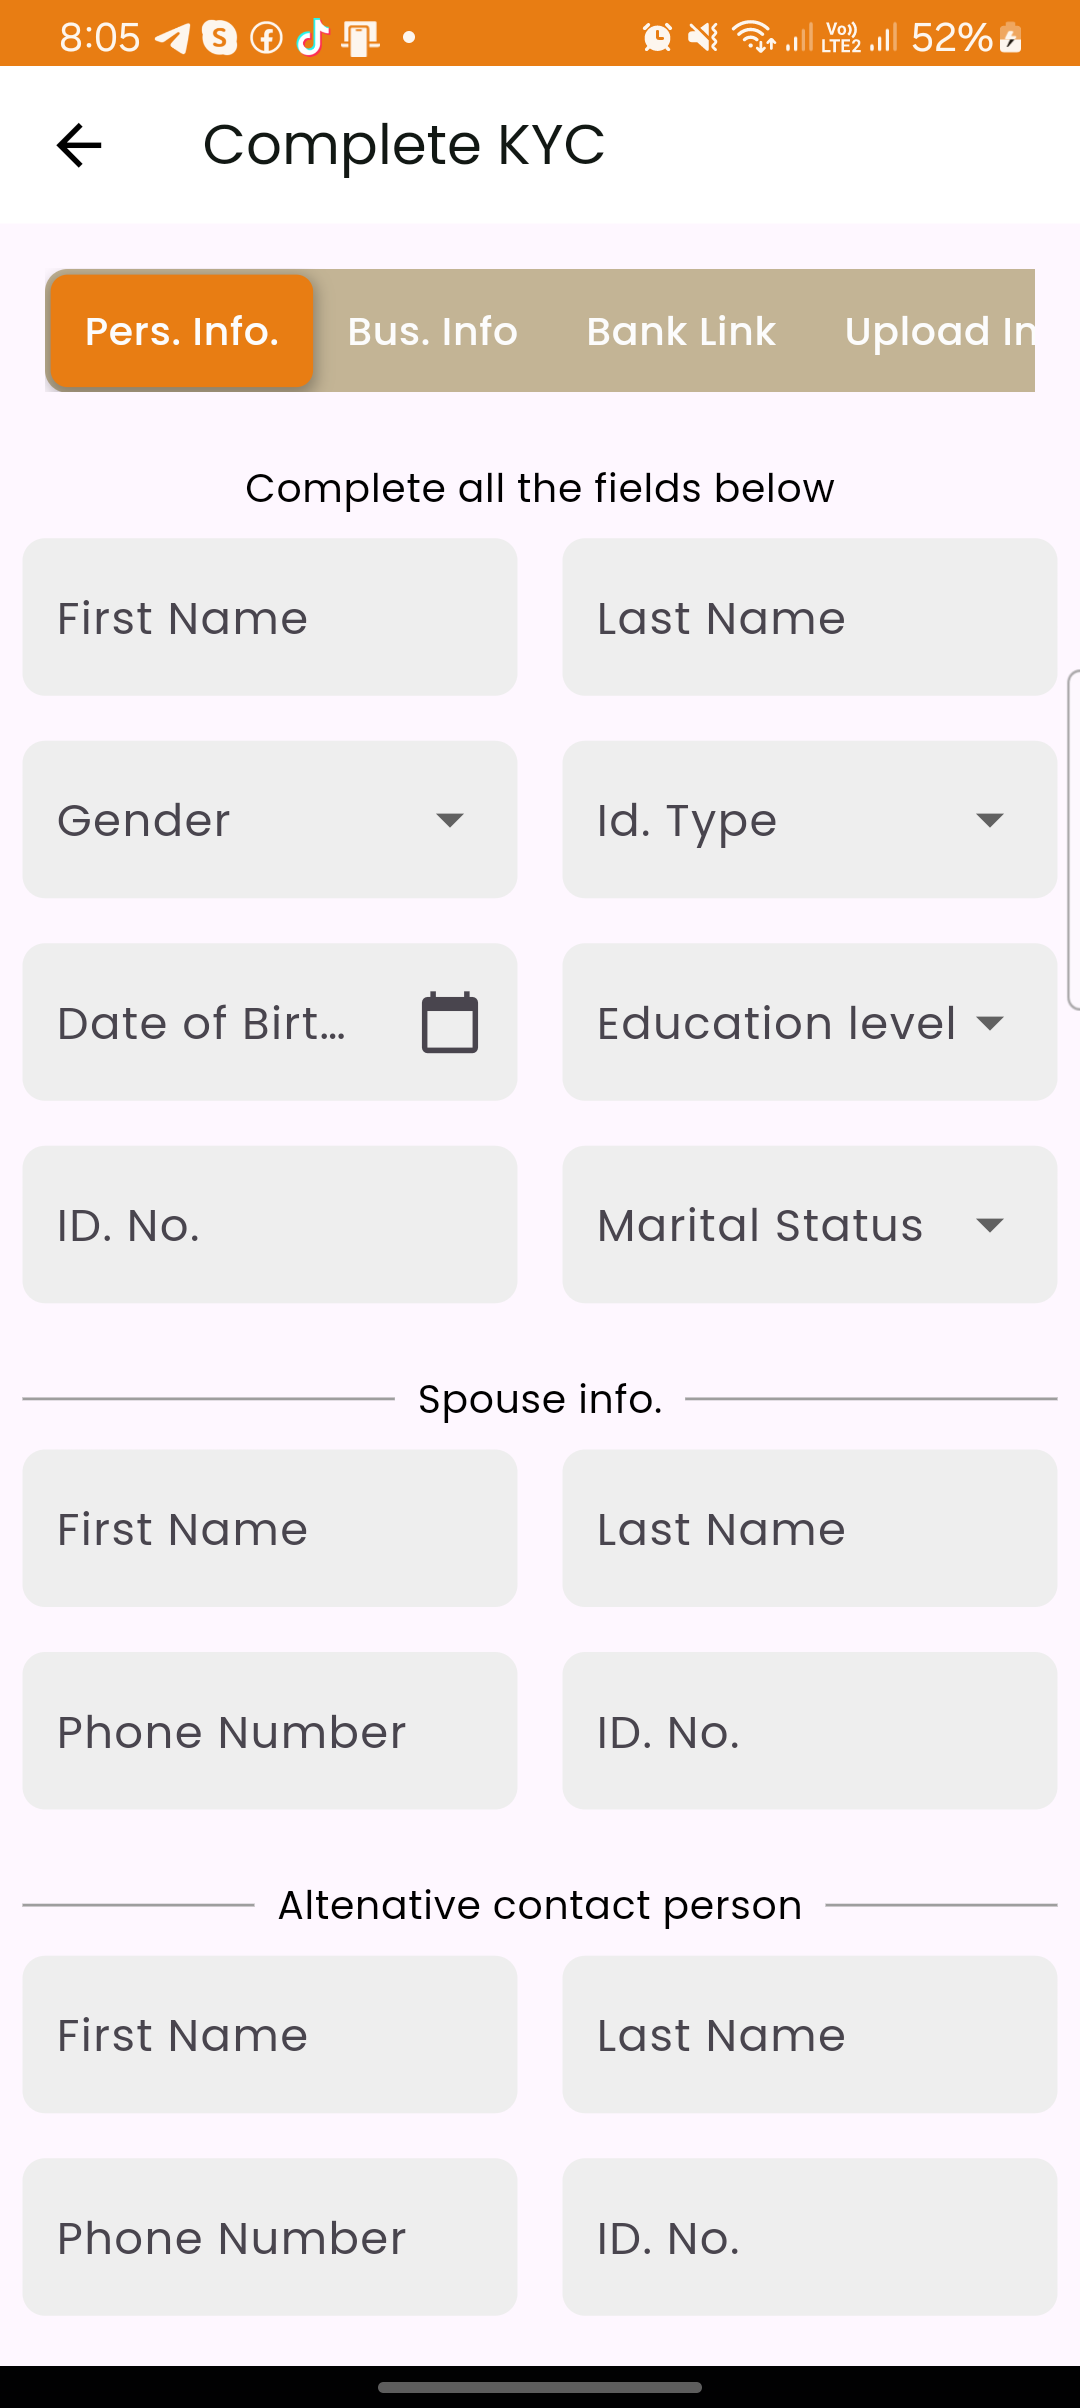 8:05 Vo)) LTE2 52%
Complete KYC
Pers. Info. Bus. Info Bank Link Upload In
Complete all the fields below
First Name Last Name
Gender Id. Type
Date of Birt... Education level
ID. No. Marital Status
Spouse info.
First Name Last Name
Phone Number ID. No.
Altenative contact person
First Name Last Name
Phone Number ID. No.